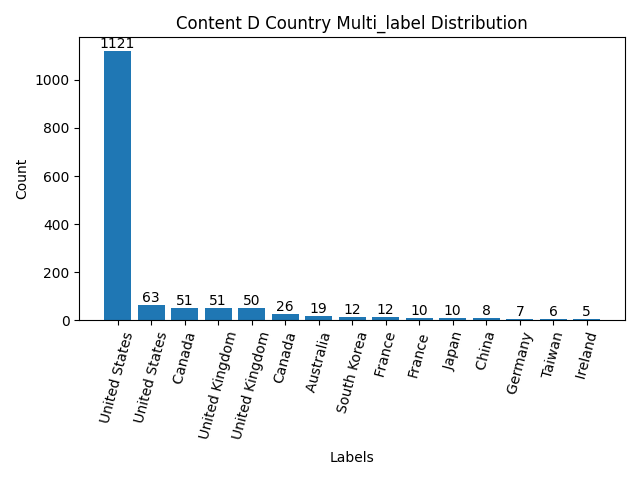 Content D Country Multi_label Distribution
1121
63
51
51
50
26
19
12
12
10
10
8
7
6
5
1000
800
600
400
200
0
Count
United States
United States
Canada
United Kingdom
United Kingdom
Canada
Australia
South Korea
France
France
Japan
China
Germany
Taiwan
Ireland
Labels